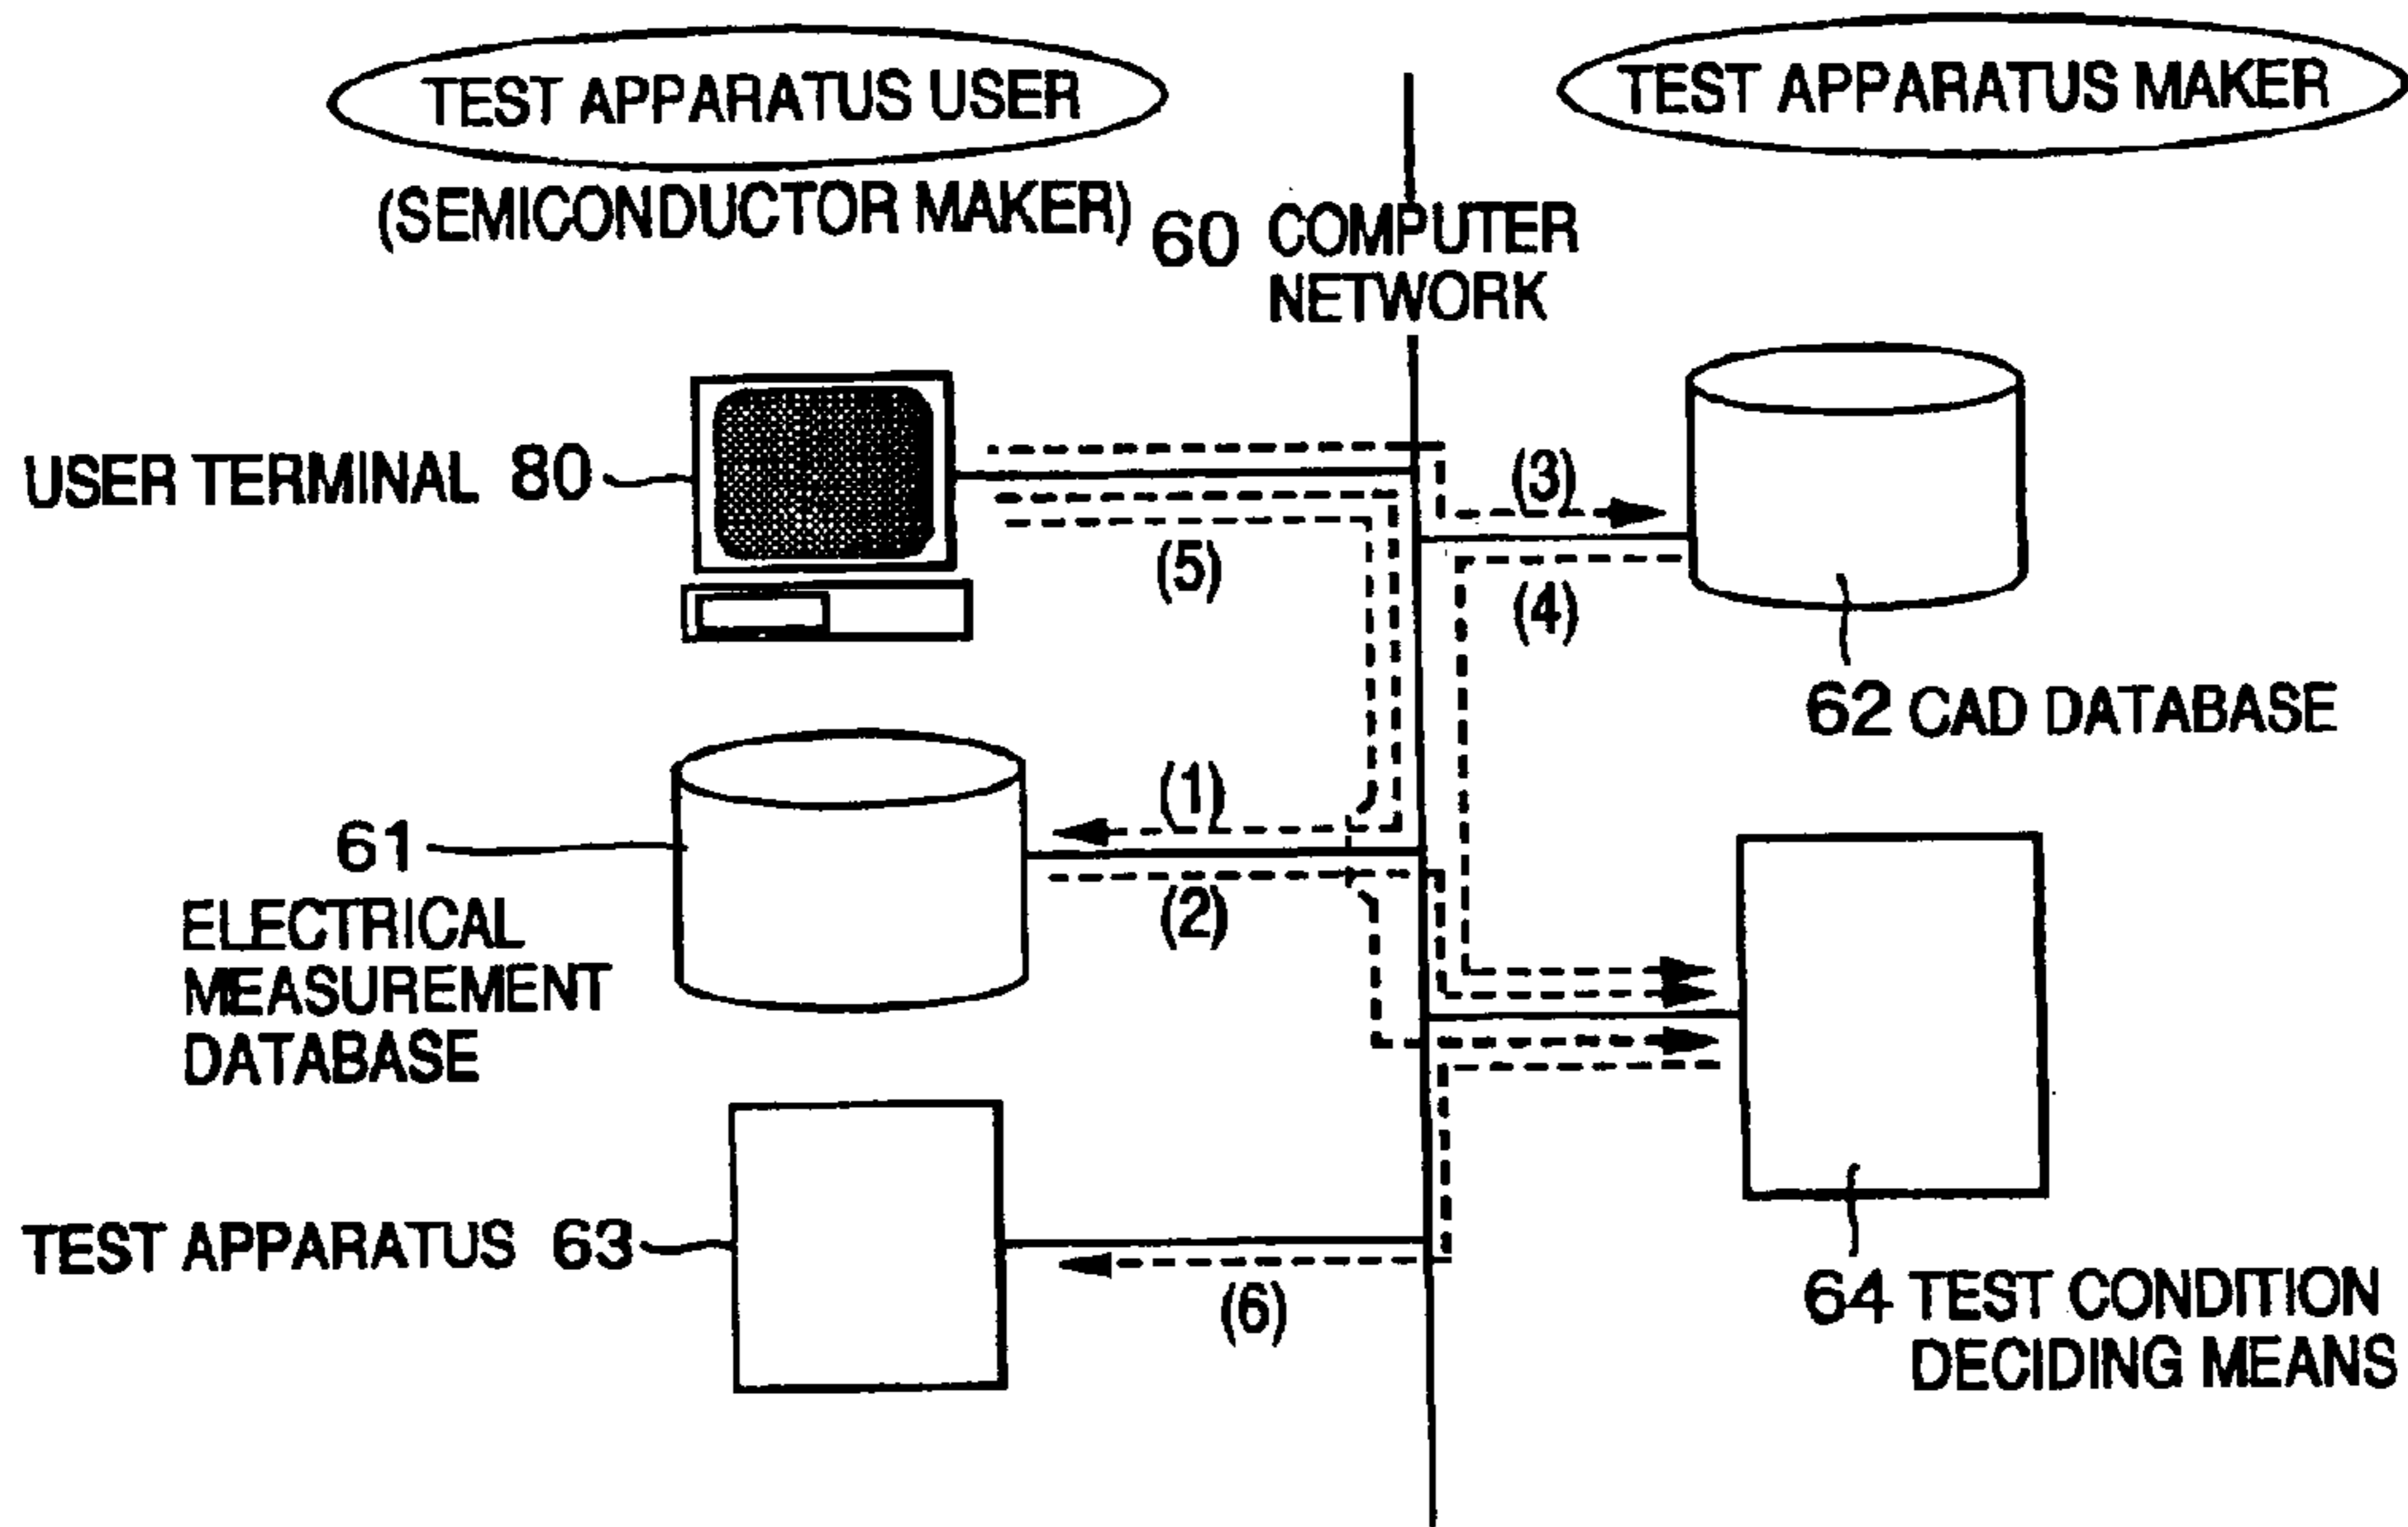 TEST APPARATUS USER
(SEMICONDUCTOR MAKER)
TEST APPARATUS MAKER
60 COMPUTER
NETWORK
USER TERMINAL 80
(3)
(5)
(4)
62 CAD DATABASE
(1)
61
ELECTRICAL
MEASUREMENT
DATABASE
(2)
TEST APPARATUS 63
(6)
64 TEST CONDITION
DECIDING MEANS